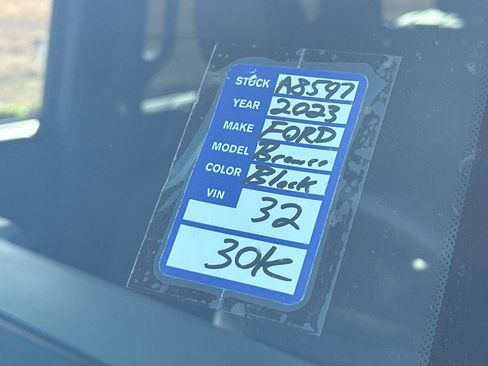 STOCK A8597
YEAR 2023
MAKE FORD
MODEL Bronco
COLOR Black
VIN
32
30K